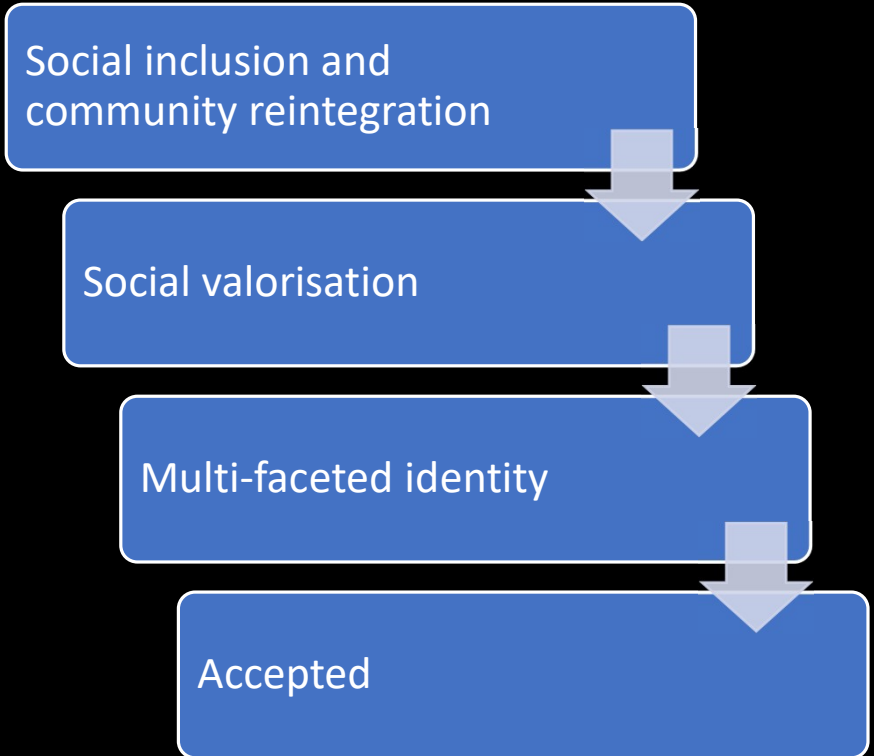 Social inclusion and
community reintegration
Social valorisation
Multi-faceted identity
Accepted